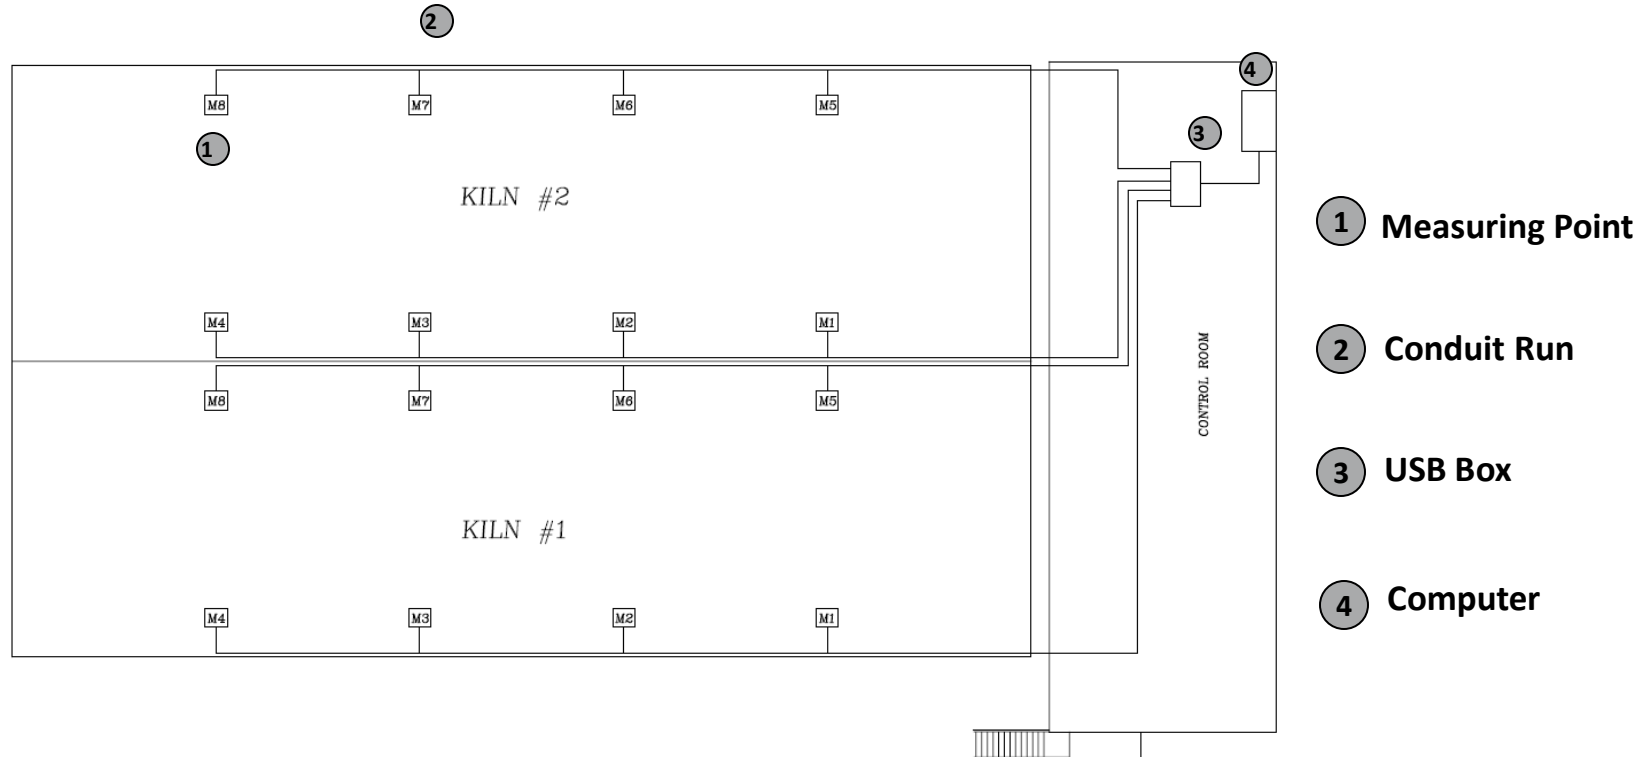 2
4
M8 M7 M6 M5
3
1
KILN #2
1 Measuring Point
M4 M3 M2 M1
2 Conduit Run
CONTROL ROOM
M8 M7 M6 M5
3 USB Box
KILN #1
4 Computer
M4 M3 M2 M1